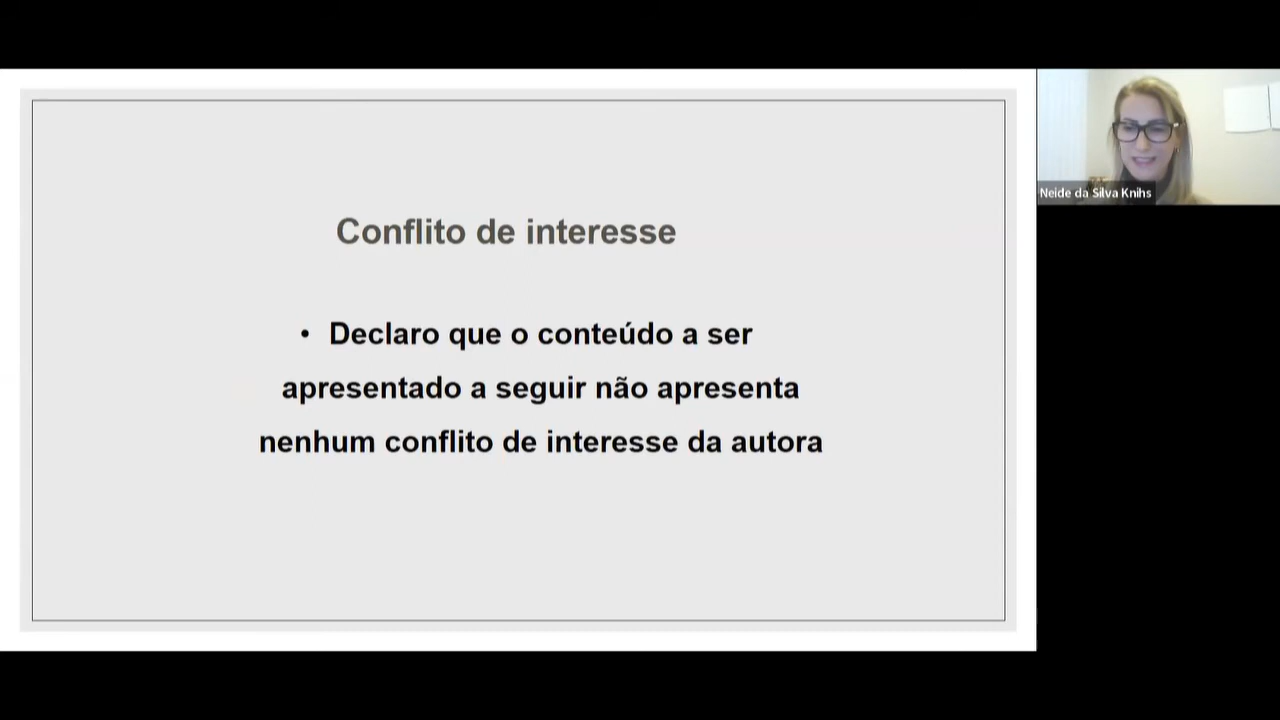 Conflito de interesse
• Declaro que o conteúdo a ser
apresentado a seguir não apresenta
nenhum conflito de interesse da autora
Neide da Silva Knihs